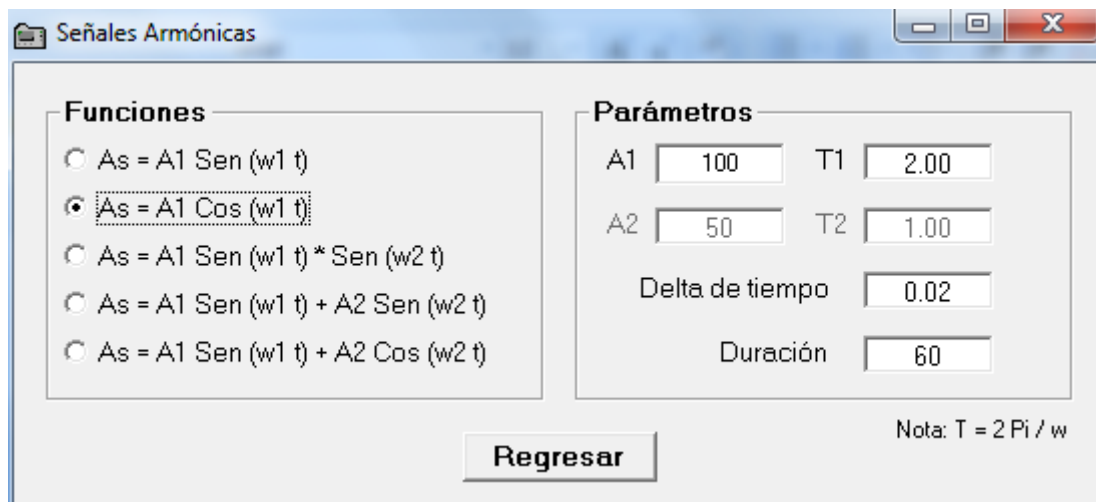 Señales Armónicas
Funciones
As = A1 Sen (w1 t)
As = A1 Cos (w1 t)
As = A1 Sen (w1 t) * Sen (w2 t)
As = A1 Sen (w1 t) + A2 Sen (w2 t)
As = A1 Sen (w1 t) + A2 Cos (w2 t)
Parámetros
A1 100 T1 2.00
A2 50 T2 1.00
Delta de tiempo 0.02
Duración 60
Nota: T = 2 Pi / w
Regresar